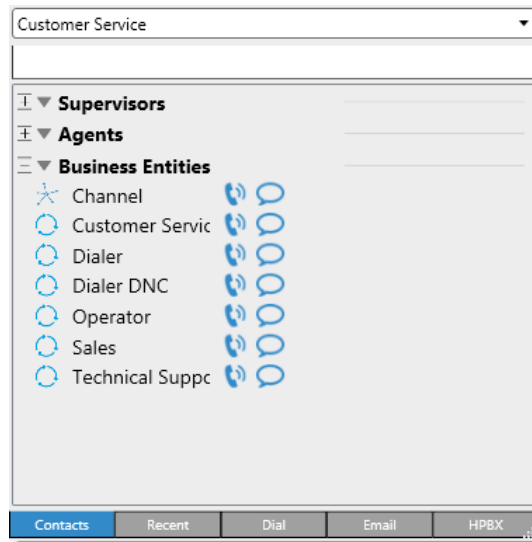 Customer Service
Supervisors
Agents
Business Entities
Channel
Customer Servic
Dialer
Dialer DNC
Operator
Sales
Technical Suppc
Contacts Recent Dial Email HPBX